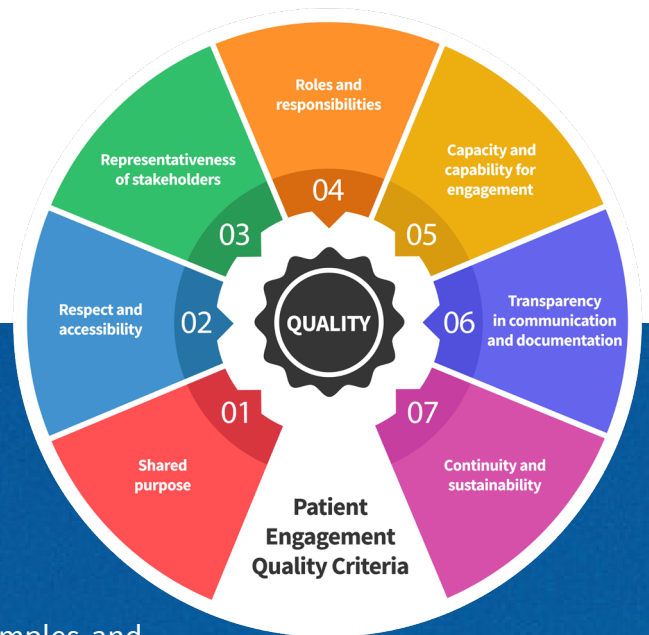 Roles and
responsibilities
04
Capacity and
capability for
engagement
05
Representativeness
of stakeholders
03
Respect and
accessibility
02
QUALITY
06
Transparency
in communication
and documentation
01
Shared
purpose
07
Continuity and
sustainability
Patient
Engagement
Quality Criteria
and